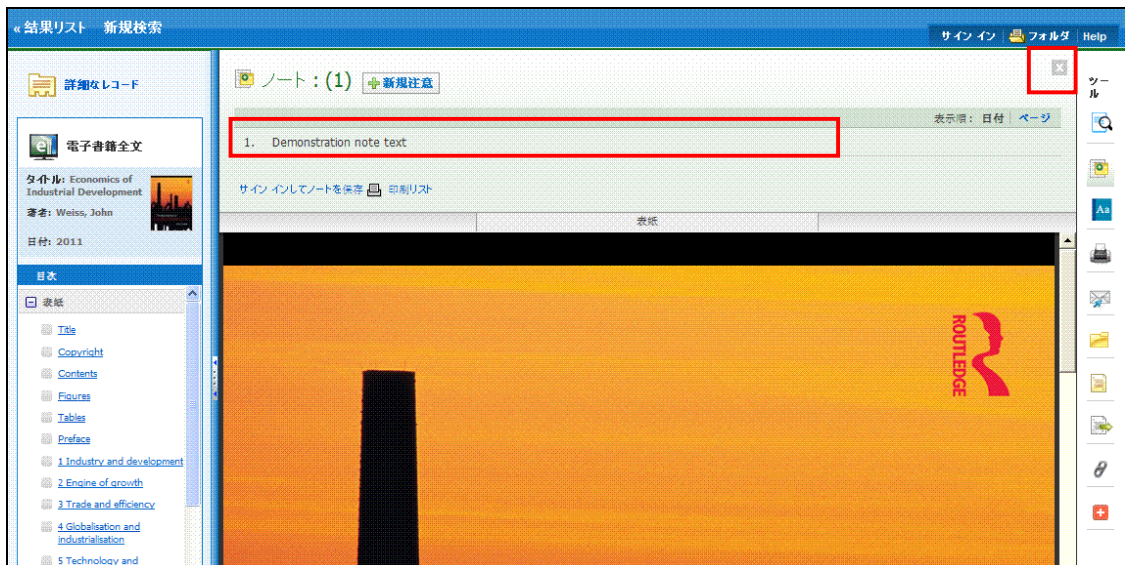 «結果リスト 新規検索
サイン イン フォルダ Help
詳細なレコード
電子書籍全文
タイトル: Economics of
Industrial Development
著者: Weiss, John
日付: 2011
目次
表紙
Title
Copyright
Contents
Figures
Tables
Preface
1 Industry and development
2 Engine of growth
3 Trade and efficiency
4 Globalisation and
industrialisation
5 Technology and
ノート : (1) 新規注意
表示順: 日付 ページ
1. Demonstration note text
サイン インしてノートを保存 印刷リスト
表紙
ROUTLEDGE
ツー
ル
Aa